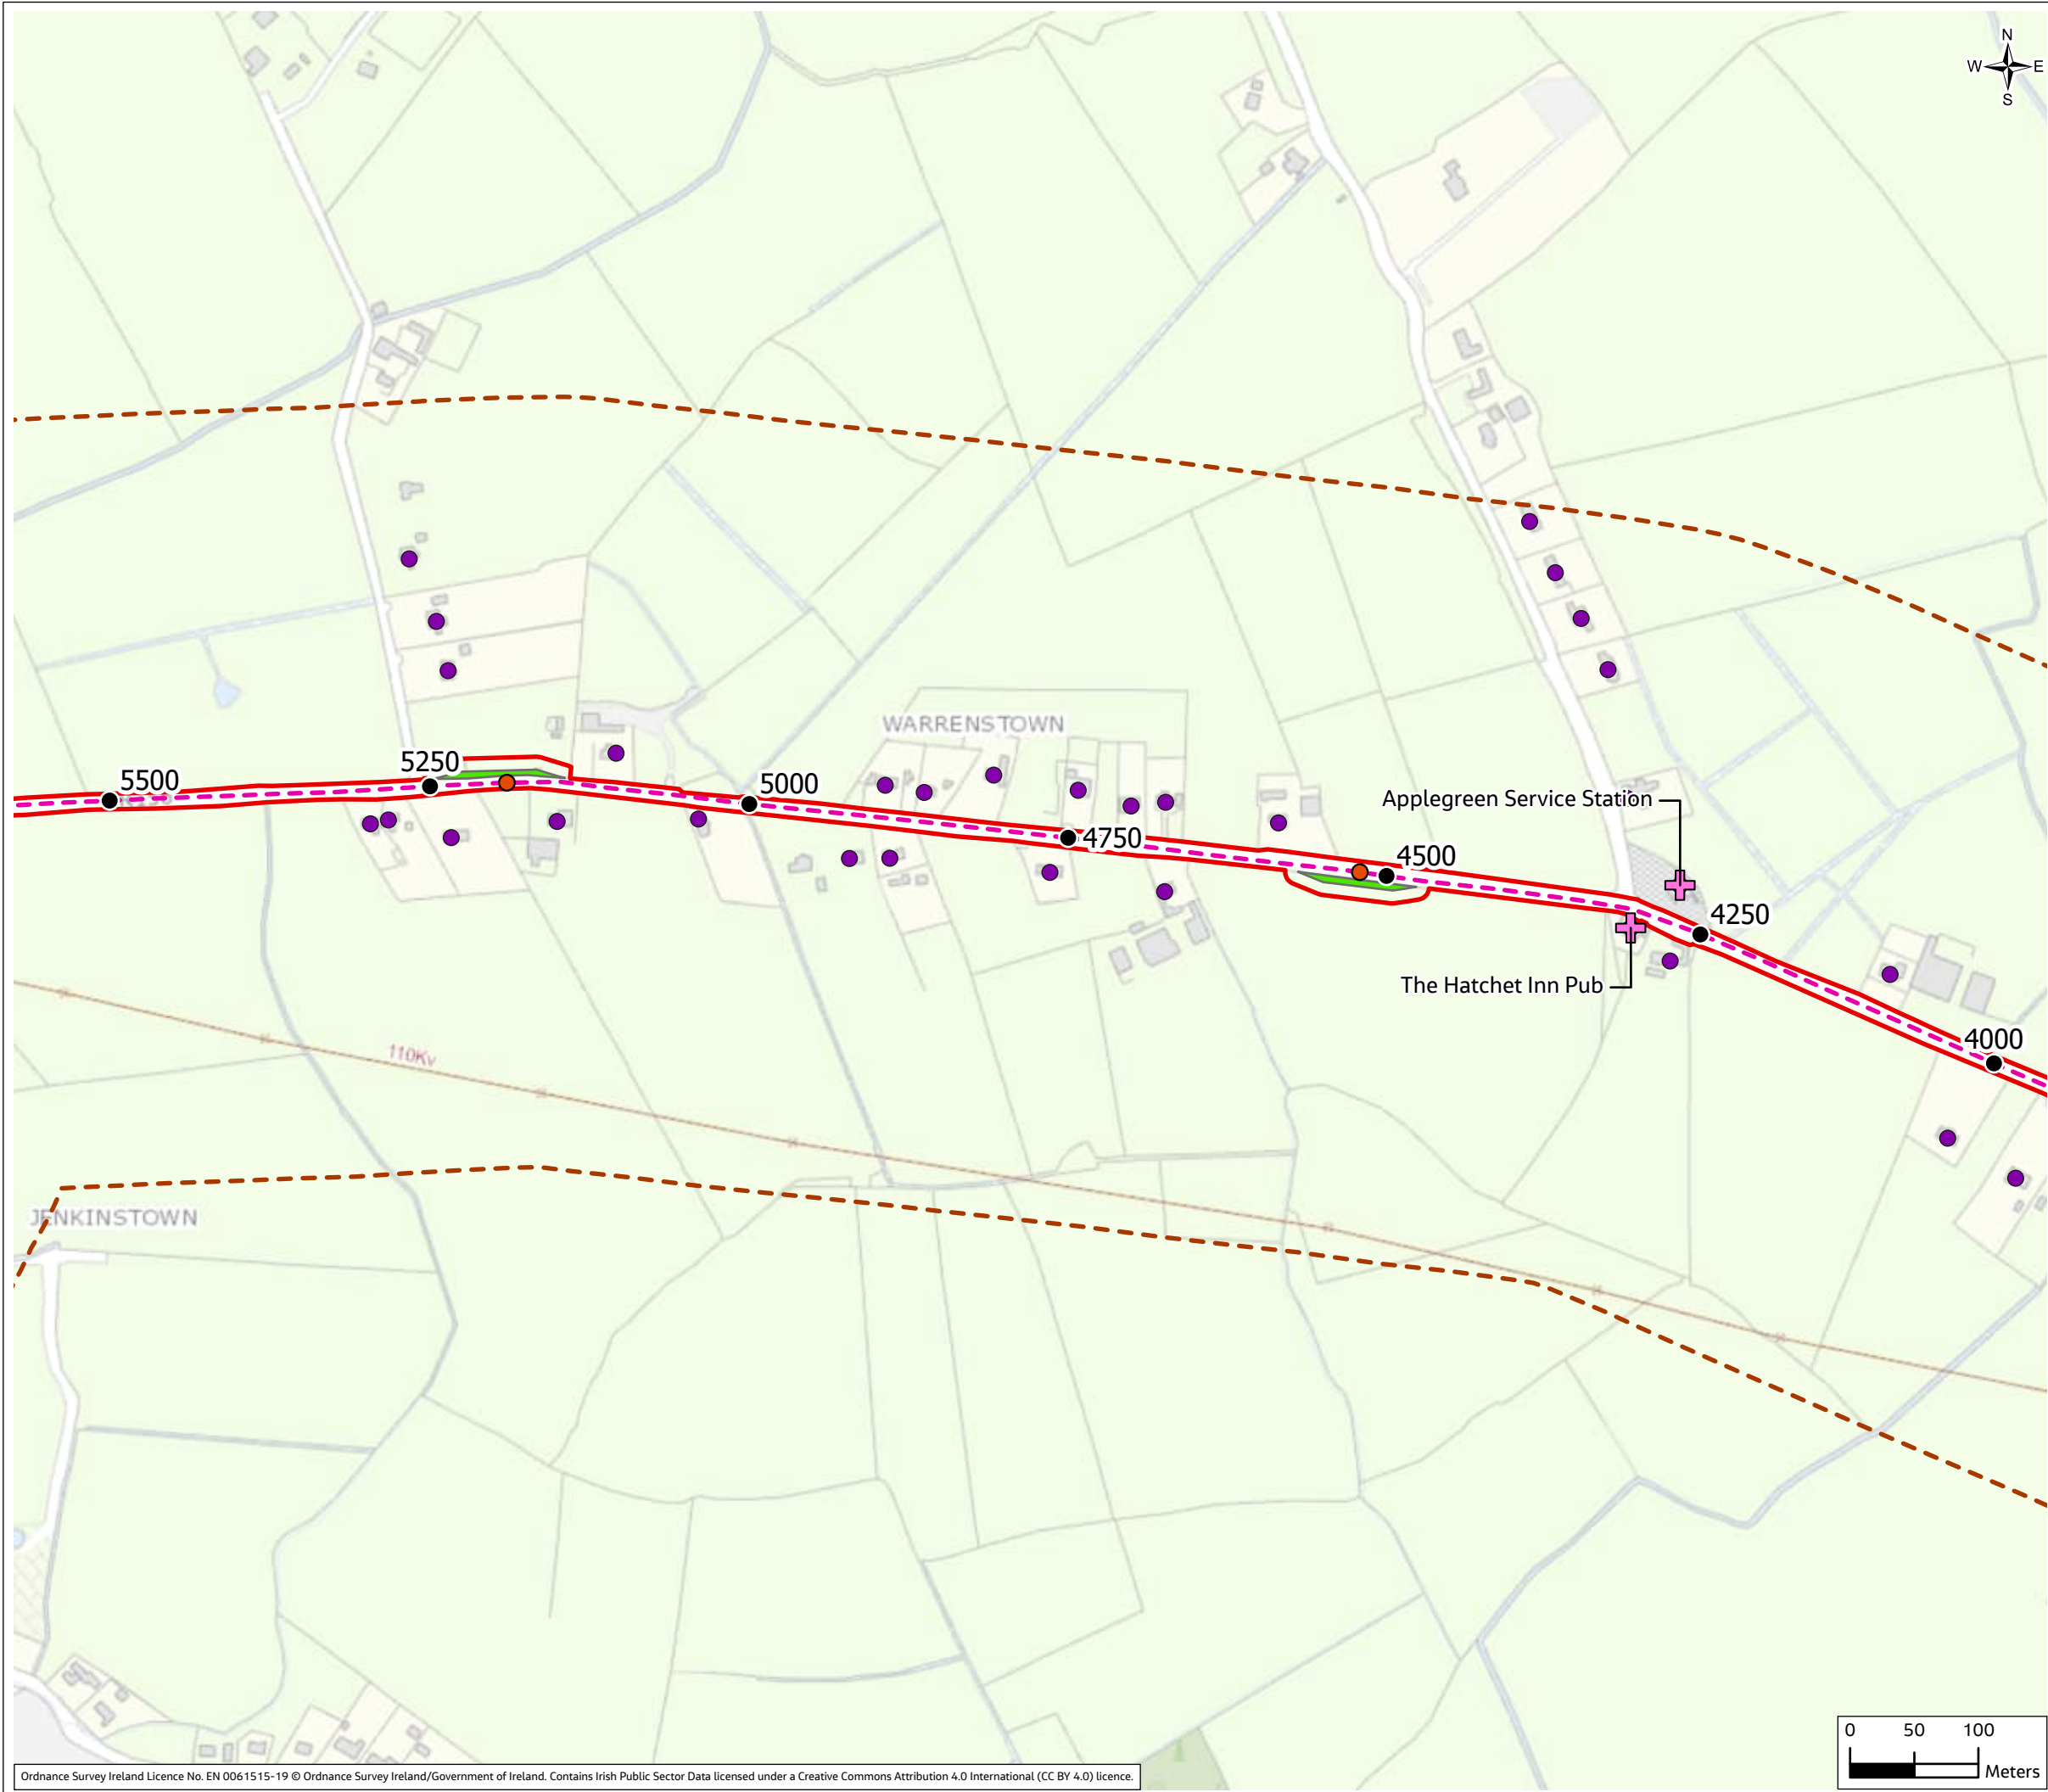 N
W E
S
WARRENSTOWN
5250
5500
5000
Applegreen Service Station
4750
4500
4250
The Hatchet Inn Pub
4000
110Kv
JENKINSTOWN
0 50 100
Meters
Ordnance Survey Ireland Licence No. EN 0061515-19 © Ordnance Survey Ireland/Government of Ireland. Contains Irish Public Sector Data licensed under a Creative Commons Attribution 4.0 International (CC BY 4.0) licence.